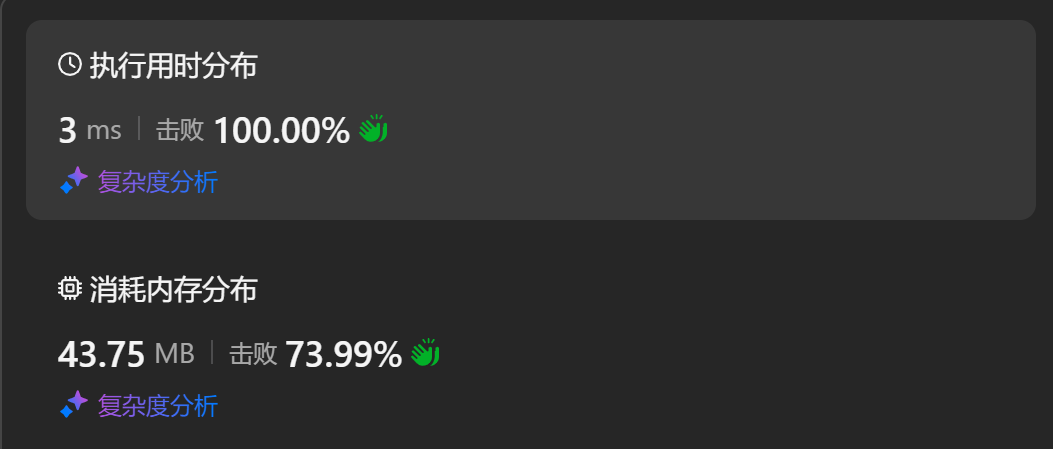 执行用时分布
3 ms 击败 100.00%
复杂度分析
消耗内存分布
43.75 MB 击败 73.99%
复杂度分析